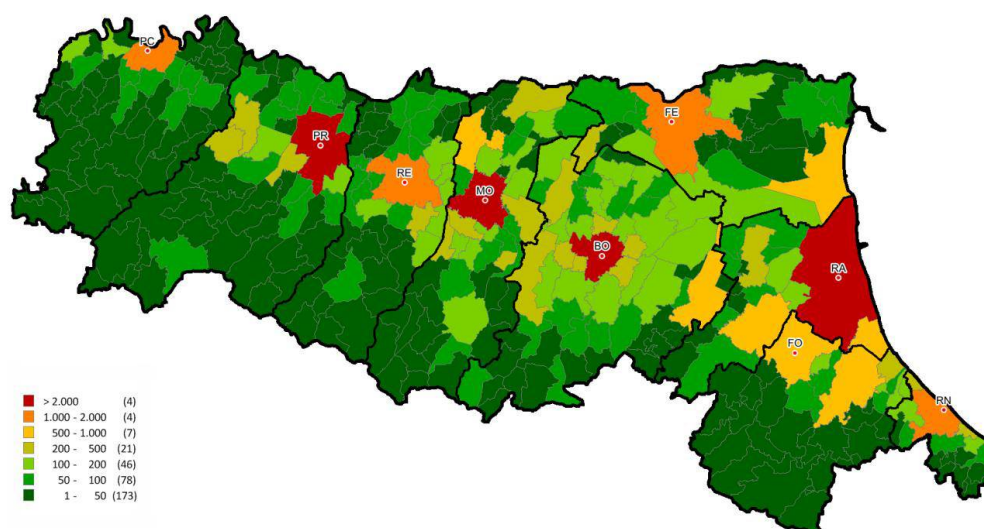 PC
PR
RE
MO
BO
FE
RA
FO
RN
> 2.000 (4)
1.000 - 2.000 (4)
500 - 1.000 (7)
200 - 500 (21)
100 - 200 (46)
50 - 100 (78)
1 - 50 (173)